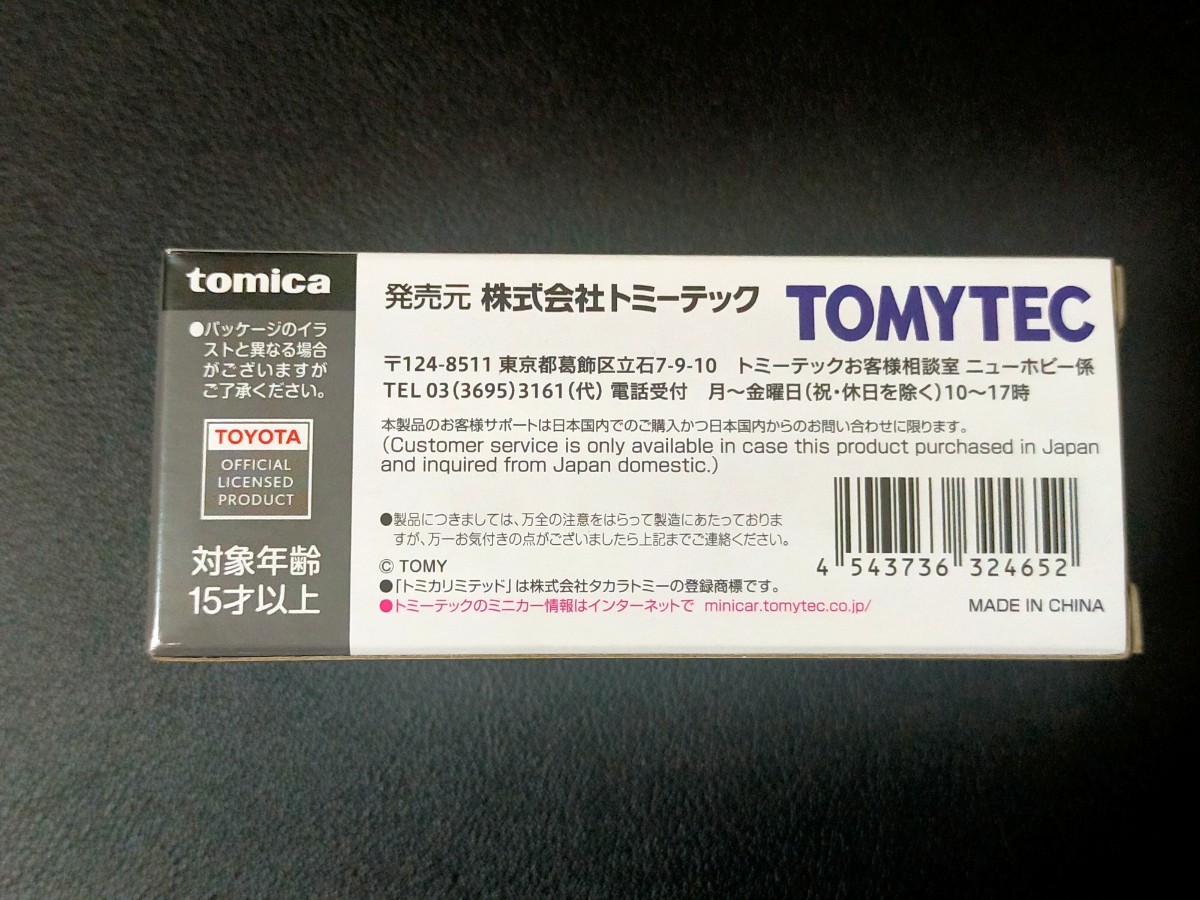 tomica
●パッケージのイラ
ストと異なる場合
がございますが
ご了承ください。
TOYOTA
OFFICIAL
LICENSED
PRODUCT
対象年齢
15才以上
発売元 株式会社トミーテック TOMYTEC
〒124-8511 東京都葛飾区立石7-9-10 トミーテックお客様相談室 ニューホビー係
TEL 03(3695)3161(代) 電話受付 月～金曜日(祝・休日を除く)10～17時
本製品のお客様サポートは日本国内でのご購入かつ日本国内からのお問い合わせに限ります。
(Customer service is only available in case this product purchased in Japan
and inquired from Japan domestic.)
●製品につきましては、万全の注意をはらって製造にあたっておりま
すが、万一お気付きの点がございましたら上記までご連絡ください。
© TOMY
●「トミカリミテッド」は株式会社タカラトミーの登録商標です。
●トミーテックのミニカー情報はインターネットで minicar.tomytec.co.jp/
4 543736 324652
MADE IN CHINA